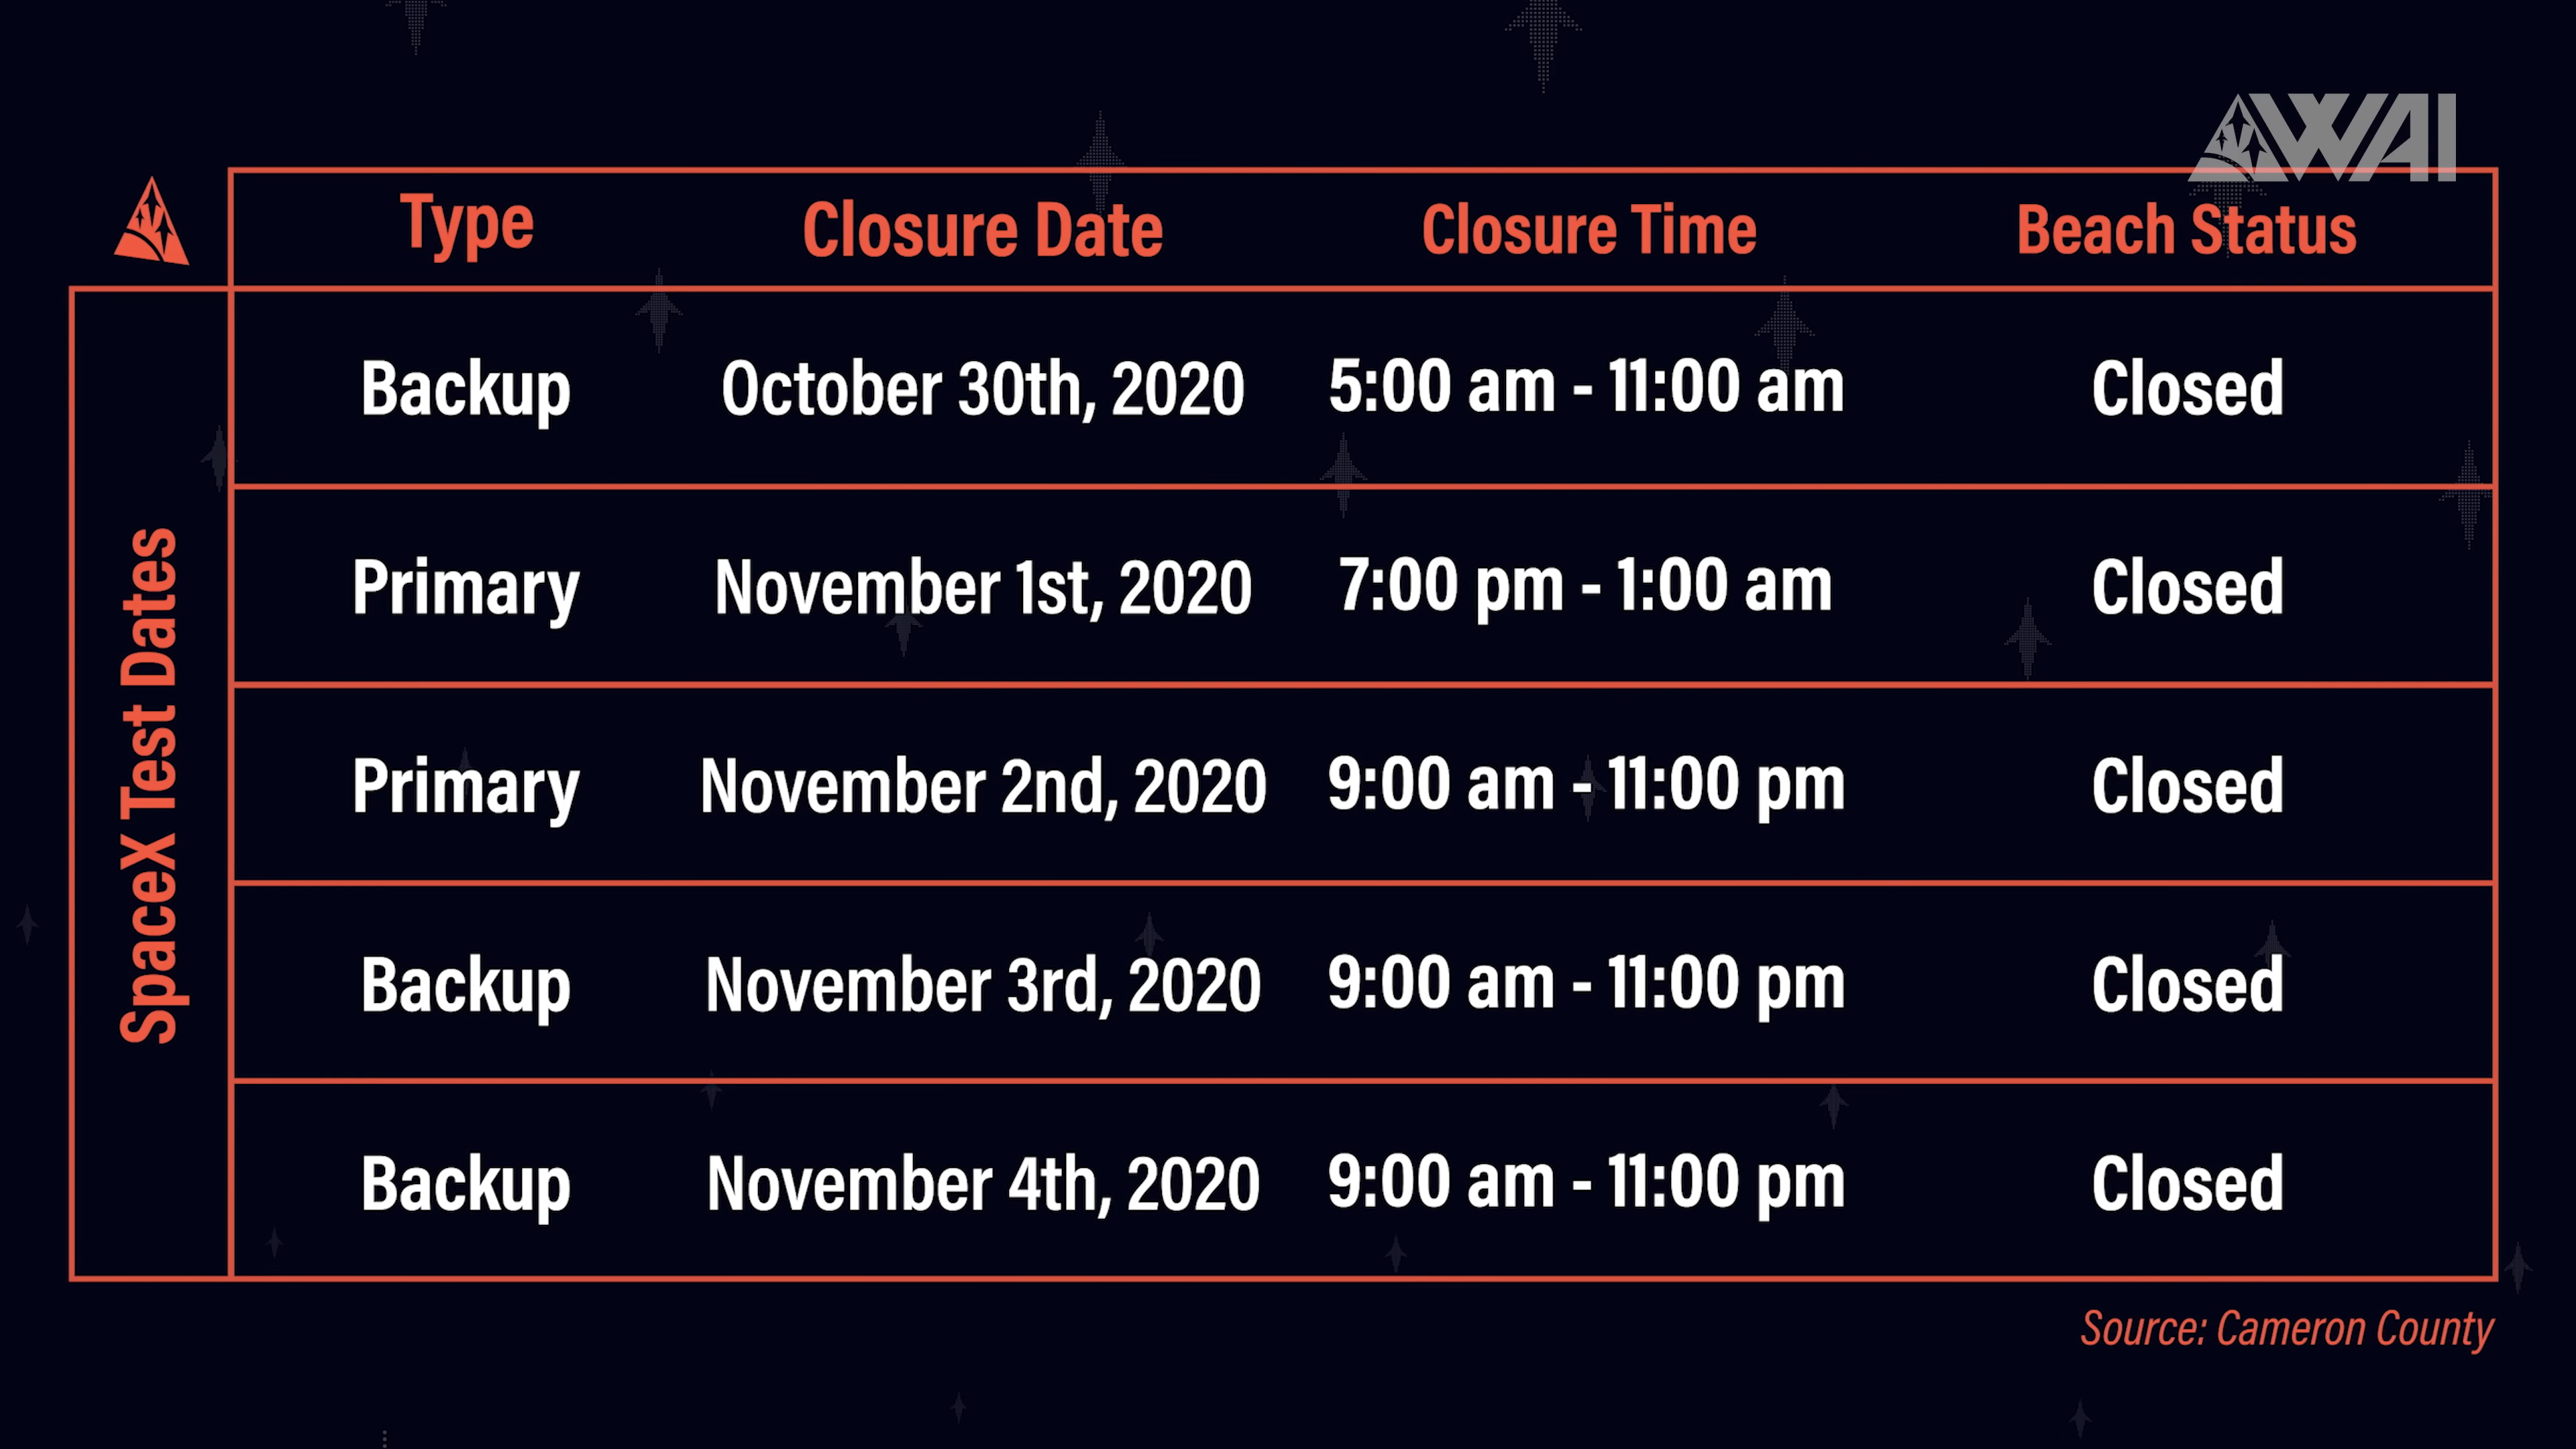 WAI
Type Closure Date Closure Time Beach Status
SpaceX Test Dates
Backup October 30th, 2020 5:00 am - 11:00 am Closed
Primary November 1st, 2020 7:00 pm - 1:00 am Closed
Primary November 2nd, 2020 9:00 am - 11:00 pm Closed
Backup November 3rd, 2020 9:00 am - 11:00 pm Closed
Backup November 4th, 2020 9:00 am - 11:00 pm Closed
Source: Cameron County